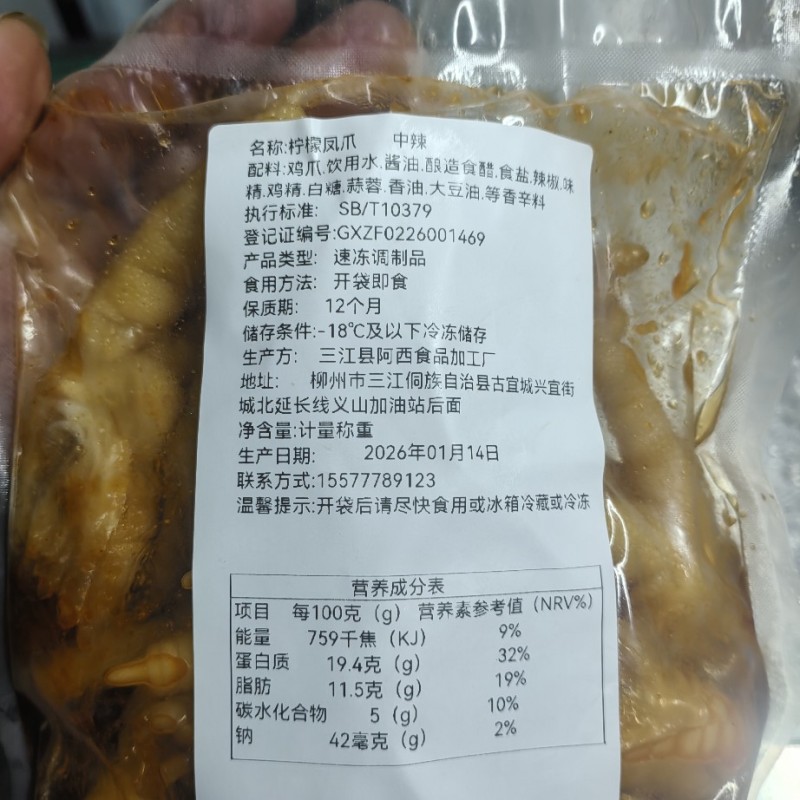 名称:柠檬凤爪 中辣
配料:鸡爪.饮用水.酱油.酿造食醋.食盐.辣椒.味
精.鸡精.白糖.蒜蓉.香油.大豆油.等香辛料
执行标准: SB/T10379
登记证编号:GXZF0226001469
产品类型: 速冻调制品
食用方法: 开袋即食
保质期: 12个月
储存条件:-18℃及以下冷冻储存
生产方: 三江县阿西食品加工厂
地址: 柳州市三江侗族自治县古宜城兴宜街
城北延长线义山加油站后面
净含量:计量称重
生产日期: 2026年01月14日
联系方式:15577789123
温馨提示:开袋后请尽快食用或冰箱冷藏或冷冻
营养成分表
项目 每100克（g） 营养素参考值（NRV%）
能量 759千焦（KJ） 9%
蛋白质 19.4克（g） 32%
脂肪 11.5克（g） 19%
碳水化合物 5（g） 10%
钠 42毫克（g） 2%